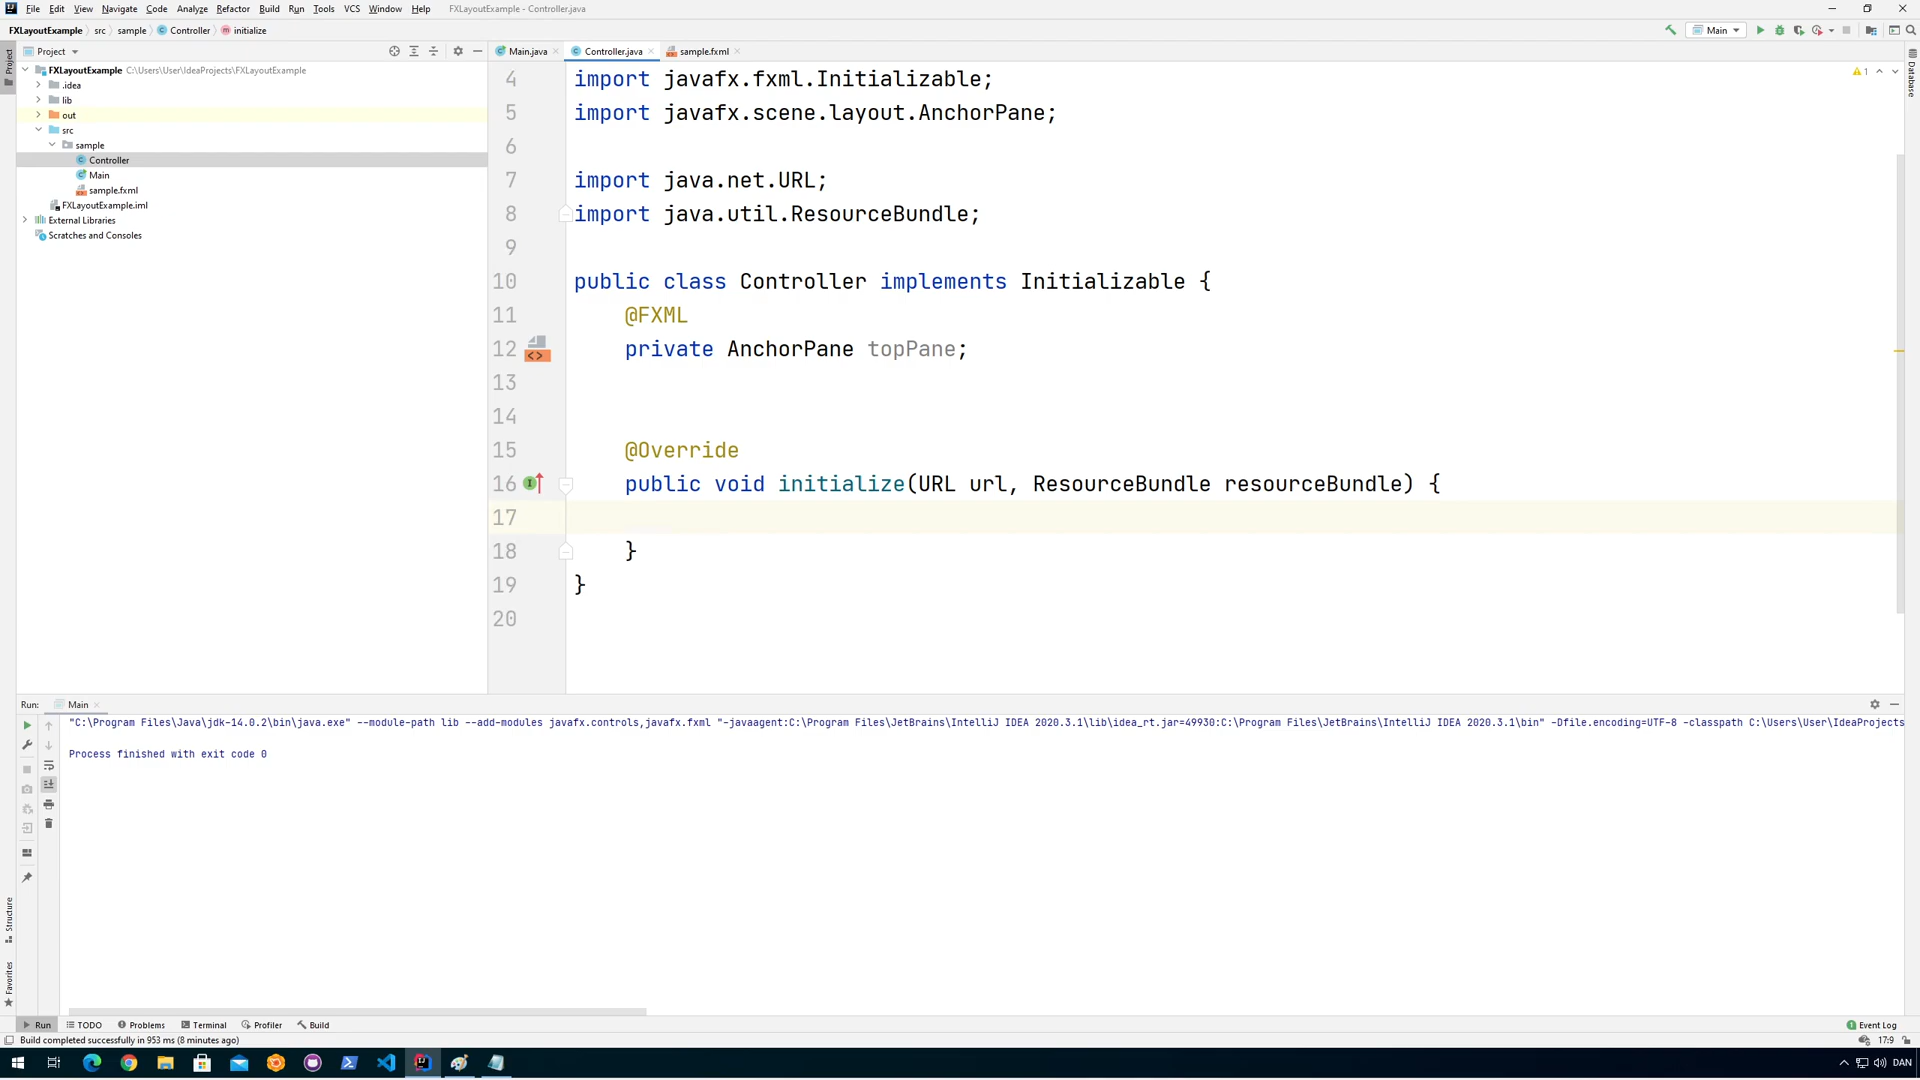 File Edit View Navigate Code Analyze Refactor Build Run Tools VCS Window Help FXLayoutExample - Controller.java
FXLayoutExample src sample Controller initialize Main
Project Main.java Controller.java sample.fxml
FXLayoutExample C:\Users\User\IdeaProjects\FXLayoutExample
.idea
lib
out
src
sample
Controller
Main
sample.fxml
FXLayoutExample.iml
External Libraries
Scratches and Consoles
Project
Structure
Favorites
Database
1
4 import javafx.fxml.Initializable;
5 import javafx.scene.layout.AnchorPane;
6
7 import java.net.URL;
8 import java.util.ResourceBundle;
9
10 public class Controller implements Initializable {
11 @FXML
12 private AnchorPane topPane;
13
14
15 @Override
16 public void initialize(URL url, ResourceBundle resourceBundle) {
17
18 }
19 }
20
Run: Main
"C:\Program Files\Java\jdk-14.0.2\bin\java.exe" --module-path lib --add-modules javafx.controls,javafx.fxml "-javaagent:C:\Program Files\JetBrains\IntelliJ IDEA 2020.3.1\lib\idea_rt.jar=49930:C:\Program Files\JetBrains\IntelliJ IDEA 2020.3.1\bin" -Dfile.encoding=UTF-8 -classpath C:\Users\User\IdeaProjects
Process finished with exit code 0
Run TODO Problems Terminal Profiler Build 1 Event Log
Build completed successfully in 953 ms (8 minutes ago) 17:9
DAN